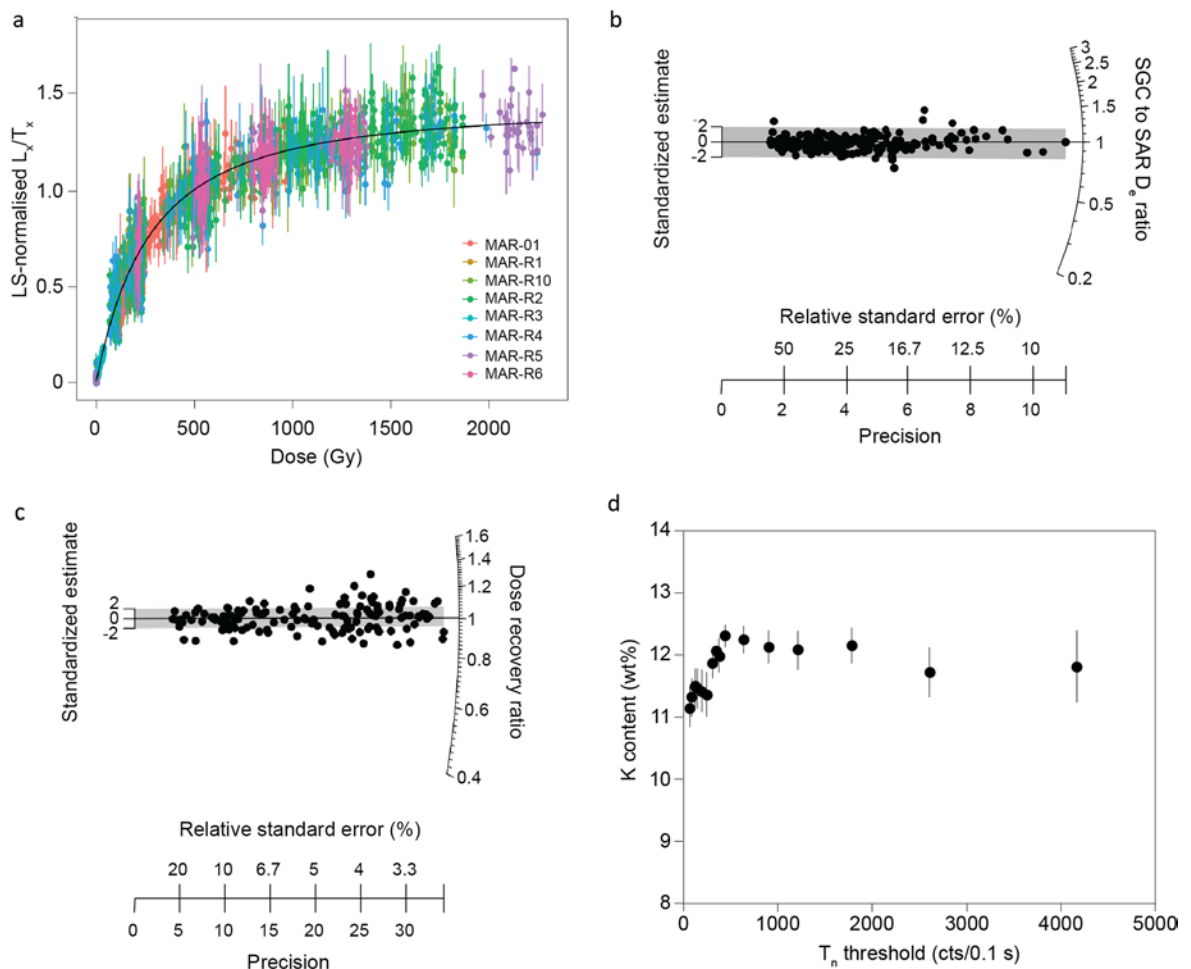 a
LS-normalised Lx/Tx
1.5
1.0
0.5
0
0 500 1000 1500 2000
Dose (Gy)
MAR-01
MAR-R1
MAR-R10
MAR-R2
MAR-R3
MAR-R4
MAR-R5
MAR-R6
b
Standardized estimate
2
0
-2
3
2.5
2
1.5
1
0.5
0.2
SGC to SAR De ratio
Relative standard error (%)
50 25 16.7 12.5 10
0 2 4 6 8 10
Precision
c
Standardized estimate
2
0
-2
1.6
1.4
1.2
1
0.8
0.6
0.4
Dose recovery ratio
Relative standard error (%)
20 10 6.7 5 4 3.3
0 5 10 15 20 25 30
Precision
d
K content (wt%)
14
13
12
11
10
9
8
0 1000 2000 3000 4000 5000
Tn threshold (cts/0.1 s)